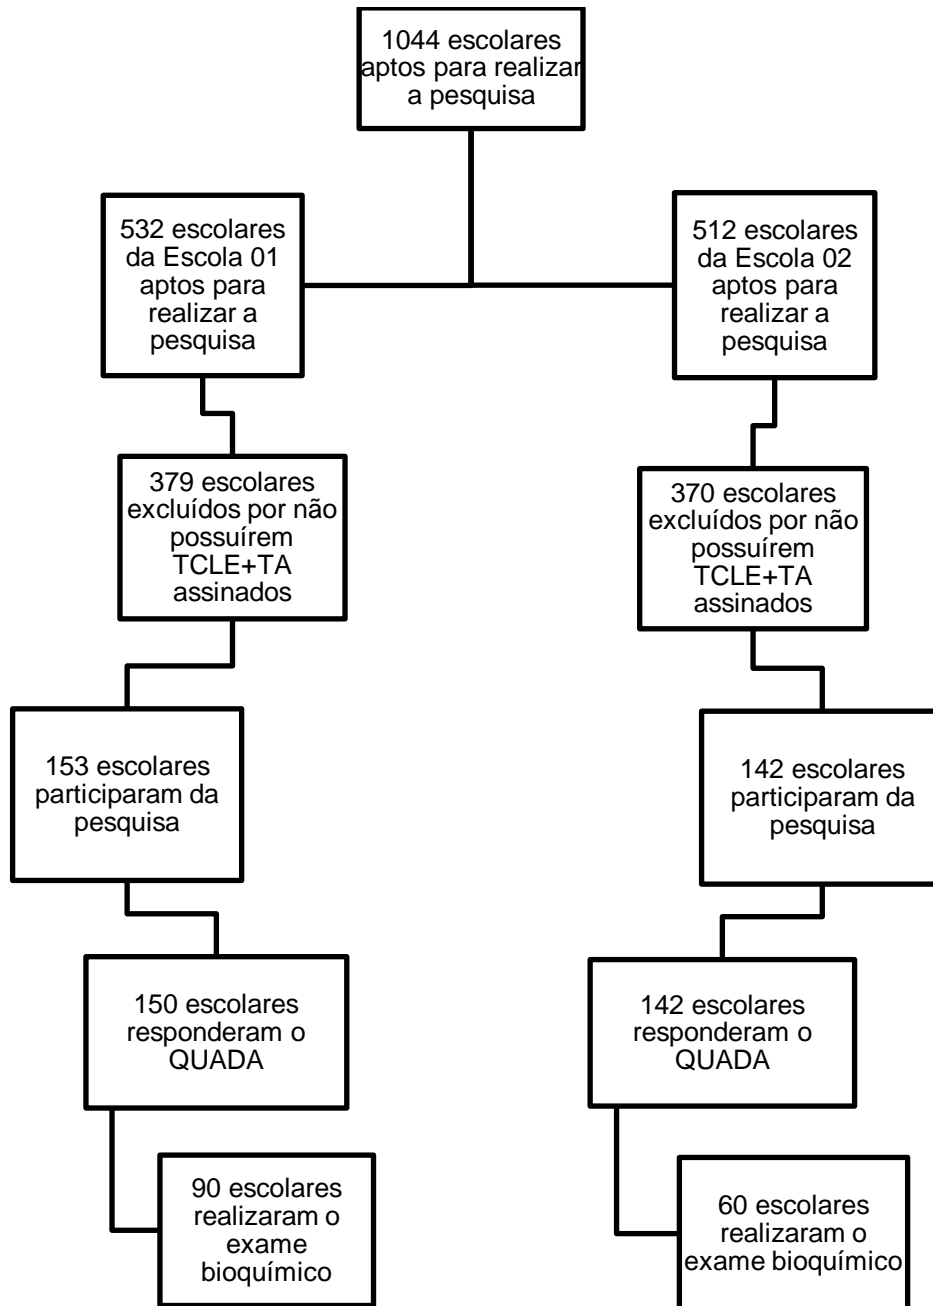 1044 escolares
aptos para realizar
a pesquisa
532 escolares
da Escola 01
aptos para
realizar a
pesquisa
512 escolares
da Escola 02
aptos para
realizar a
pesquisa
379 escolares
excluídos por não
possuírem
TCLE+TA
assinados
370 escolares
excluídos por não
possuírem
TCLE+TA
assinados
153 escolares
participaram da
pesquisa
142 escolares
participaram da
pesquisa
150 escolares
responderam o
QUADA
142 escolares
responderam o
QUADA
90 escolares
realizaram o
exame
bioquímico
60 escolares
realizaram o
exame bioquímico